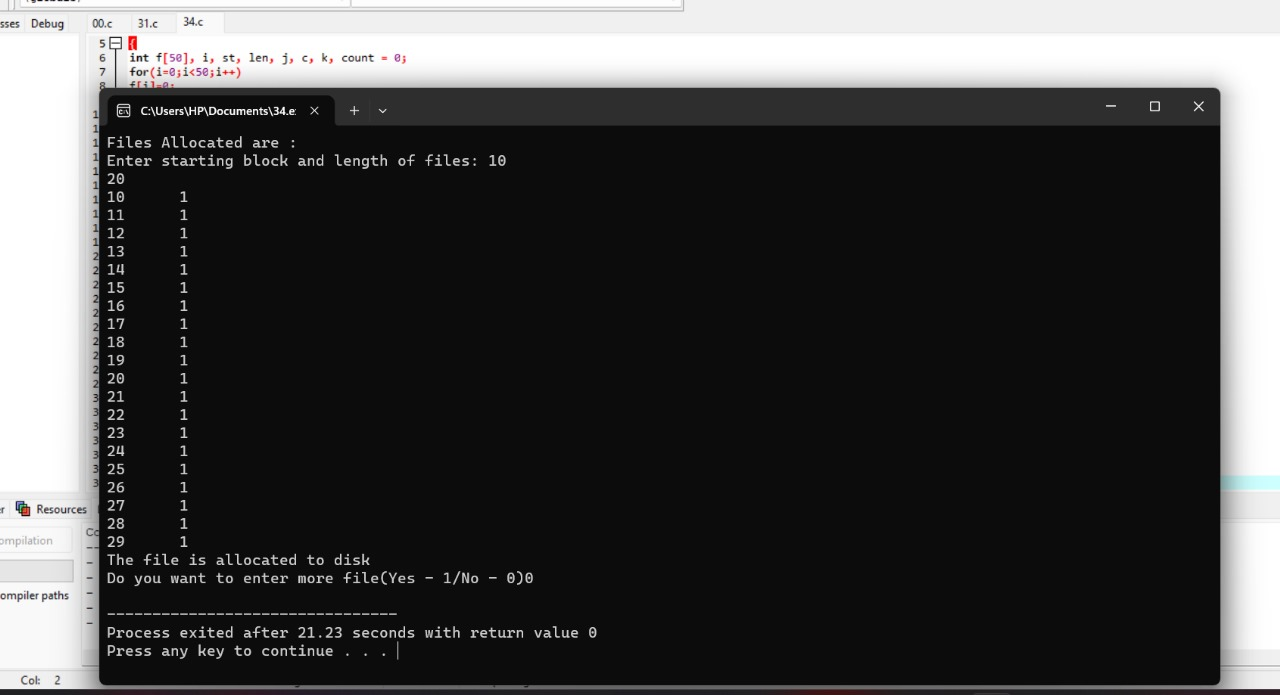 sses Debug 00.c 31.c 34.c
5 {
6 int f[50], i, st, len, j, c, k, count = 0;
7 for(i=0;i<50;i++)
8 f[i]=0;
C:\Users\HP\Documents\34.e
Files Allocated are :
Enter starting block and length of files: 10
20
10 1
11 1
12 1
13 1
14 1
15 1
16 1
17 1
18 1
19 1
20 1
21 1
22 1
23 1
24 1
25 1
26 1
27 1
28 1
29 1
The file is allocated to disk
Do you want to enter more file(Yes - 1/No - 0)0
--------------------------------
Process exited after 21.23 seconds with return value 0
Press any key to continue . . .
er Resources
ompilation
ompiler paths
Col: 2